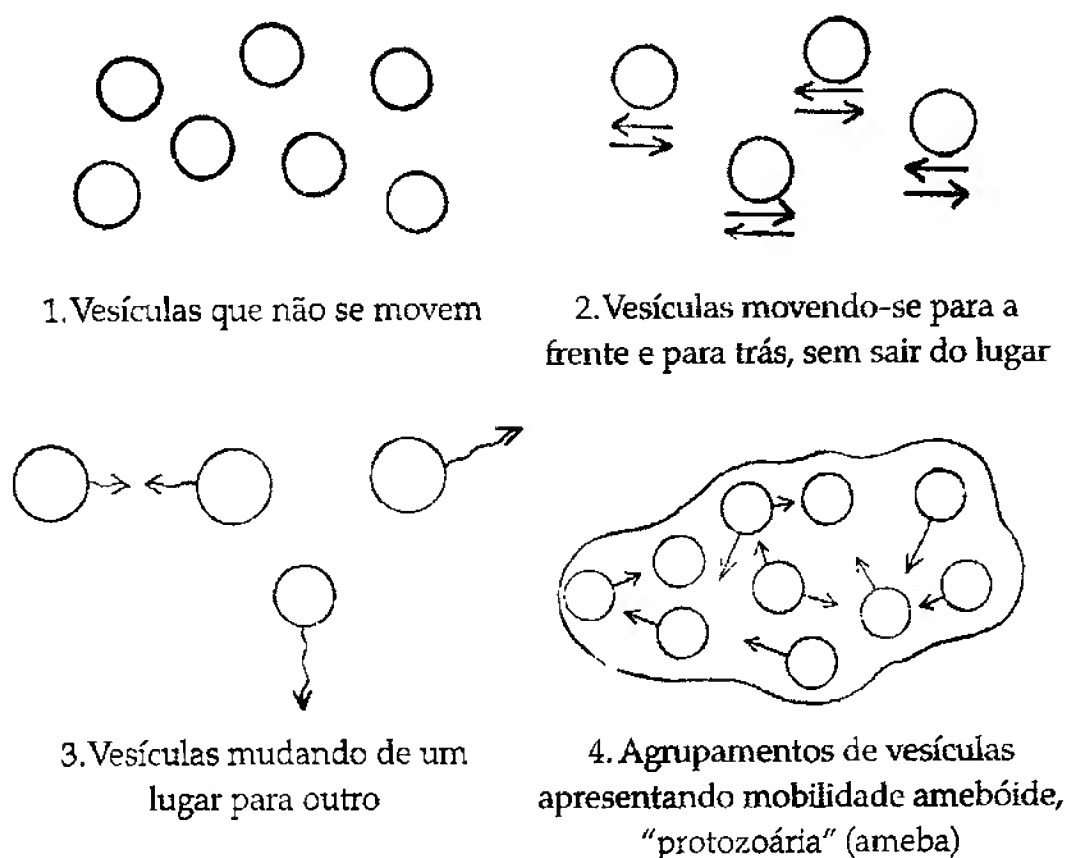 1. Vesículas que não se movem
2. Vesículas movendo-se para a
frente e para trás, sem sair do lugar
3. Vesículas mudando de um
lugar para outro
4. Agrupamentos de vesículas
apresentando mobilidade amebóide,
"protozoária" (ameba)